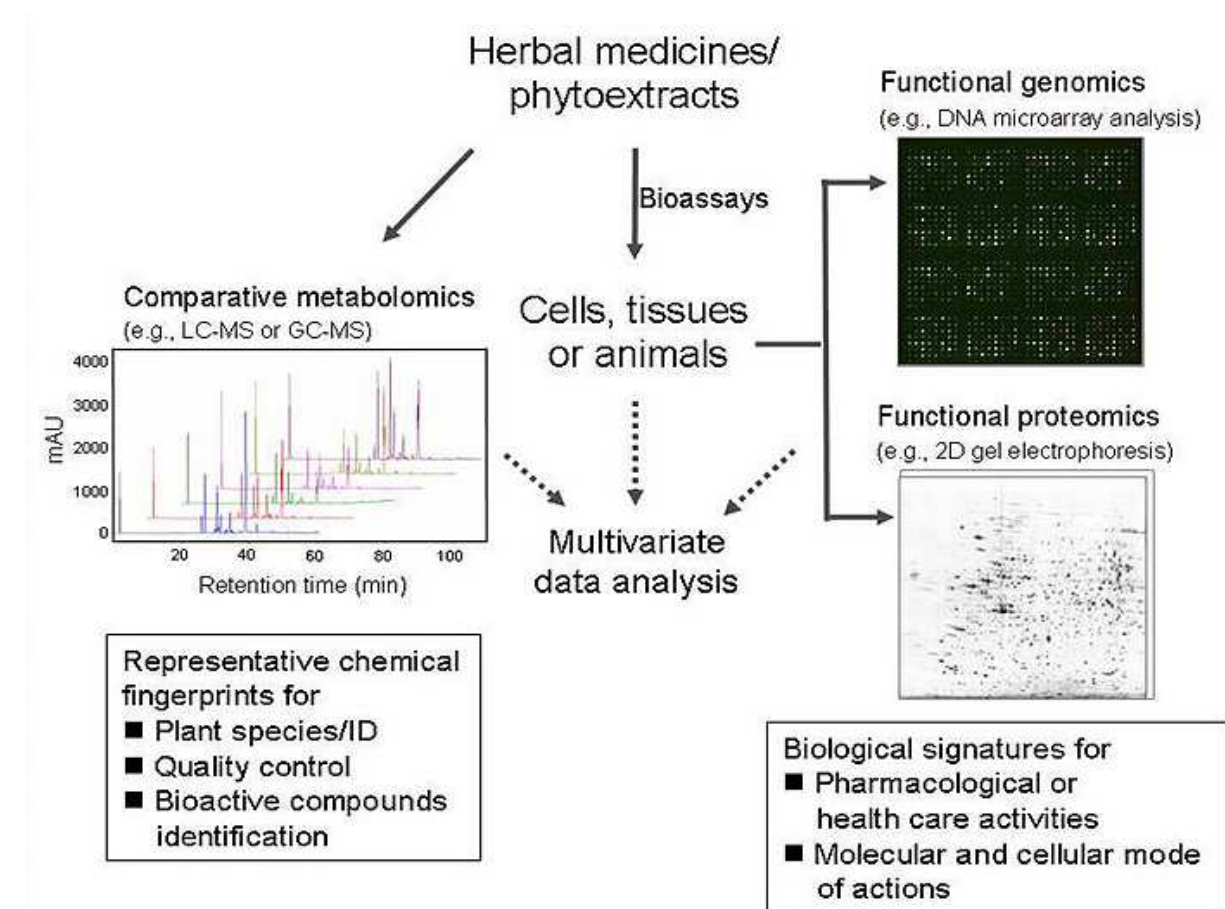 Herbal medicines/
phytoextracts
Functional genomics
(e.g., DNA microarray analysis)
Bioassays
Comparative metabolomics
(e.g., LC-MS or GC-MS)
Cells, tissues
or animals
4000
3000
2000
1000
0
mAU
20 40 60 80 100
Retention time (min)
Functional proteomics
(e.g., 2D gel electrophoresis)
Multivariate
data analysis
Representative chemical
fingerprints for
■ Plant species/ID
■ Quality control
■ Bioactive compounds
identification
Biological signatures for
■ Pharmacological or
health care activities
■ Molecular and cellular mode
of actions